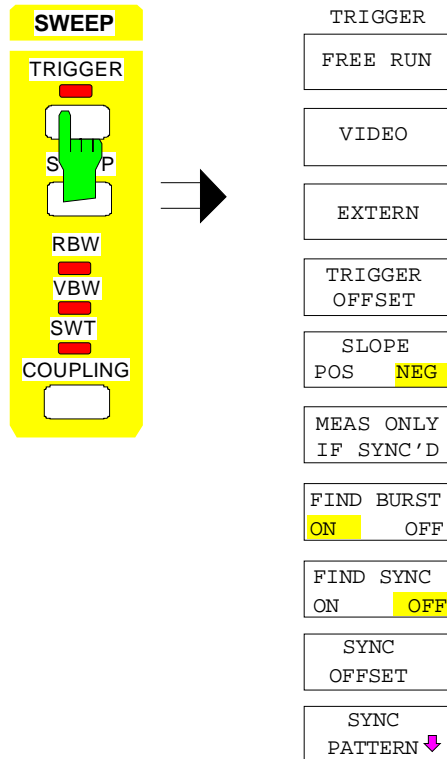 SWEEP
TRIGGER
S P
RBW
VBW
SWT
COUPLING
TRIGGER
FREE RUN
VIDEO
EXTERN
TRIGGER
OFFSET
SLOPE
POS NEG
MEAS ONLY
IF SYNC'D
FIND BURST
ON OFF
FIND SYNC
ON OFF
SYNC
OFFSET
SYNC
PATTERN